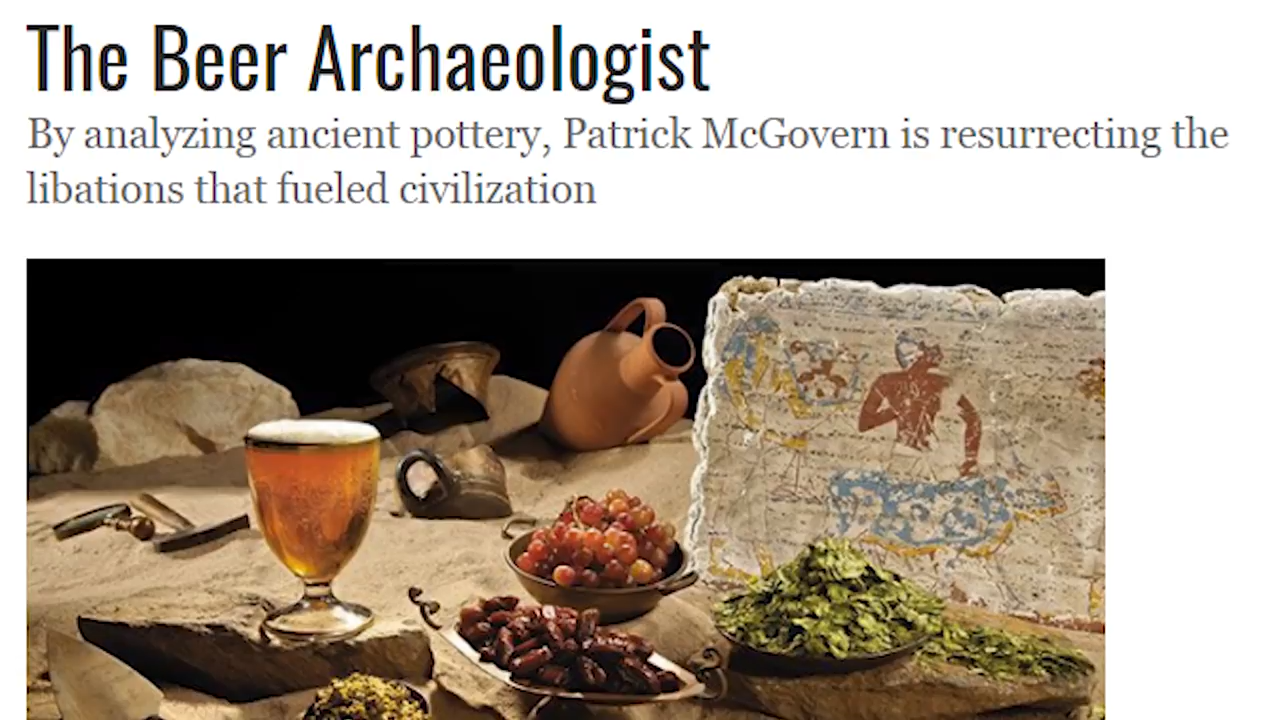 The Beer Archaeologist
By analyzing ancient pottery, Patrick McGovern is resurrecting the
libations that fueled civilization